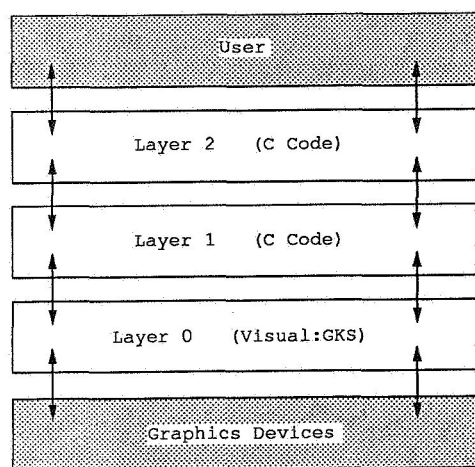 User
Layer 2 (C Code)
Layer 1 (C Code)
Layer 0 (Visual:GKS)
Graphics Devices